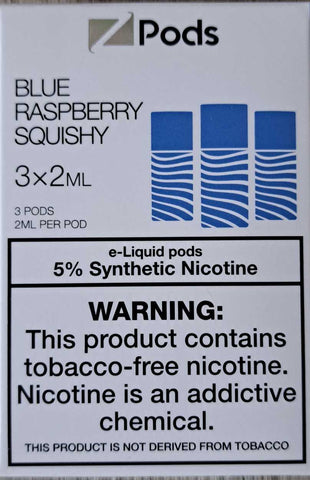 Z Pods
BLUE
RASPBERRY
SQUISHY
3×2ML
3 PODS
2ML PER POD
e-Liquid pods
5% Synthetic Nicotine
WARNING:
This product contains
tobacco-free nicotine.
Nicotine is an addictive
chemical.
THIS PRODUCT IS NOT DERIVED FROM TOBACCO